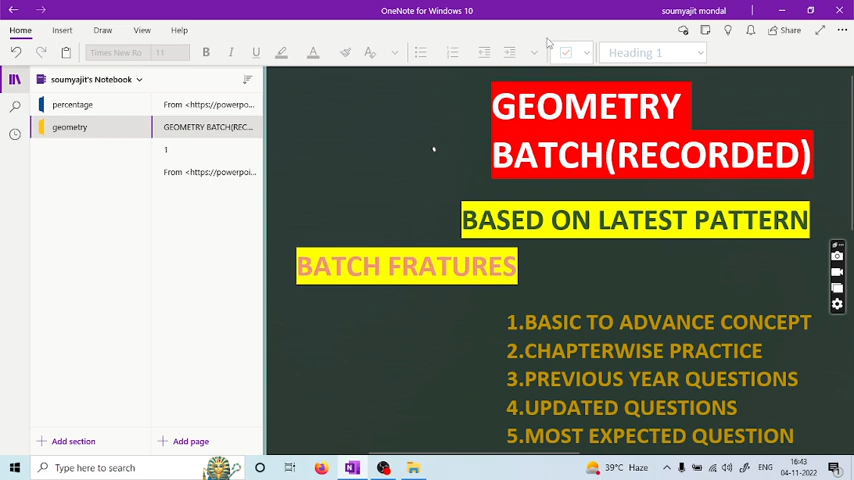 OneNote for Windows 10
soumyajit mondal
Home
Insert
Draw
View
Help
Share
Times New Ro
11
B
I
U
A
Heading 1
soumyajit's Notebook
percentage
From <https://powerpo...
geometry
GEOMETRY BATCH(REC...
1
From <https://powerpoi...
GEOMETRY
BATCH(RECORDED)
BASED ON LATEST PATTERN
BATCH FRATURES
1.BASIC TO ADVANCE CONCEPT
2.CHAPTERWISE PRACTICE
3.PREVIOUS YEAR QUESTIONS
4.UPDATED QUESTIONS
5.MOST EXPECTED QUESTION
Add section
Add page
Type here to search
39°C Haze
ENG
16:43
04-11-2022